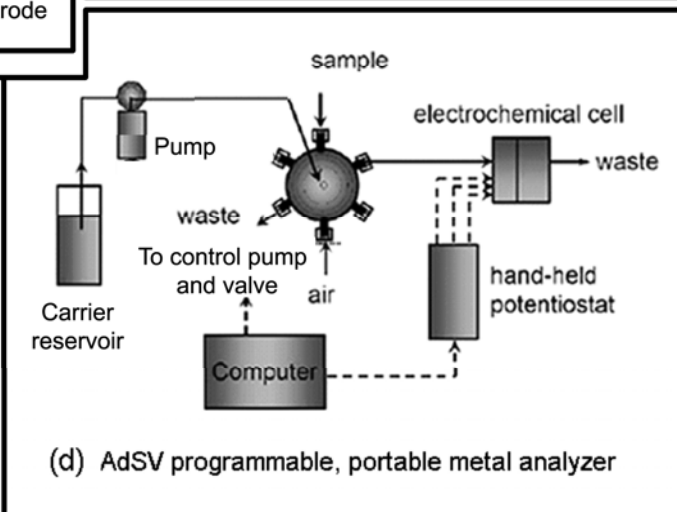 rode
sample
electrochemical cell
Pump
waste
waste
To control pump
and valve
air
hand-held
potentiostat
Carrier
reservoir
Computer
(d) AdSV programmable, portable metal analyzer